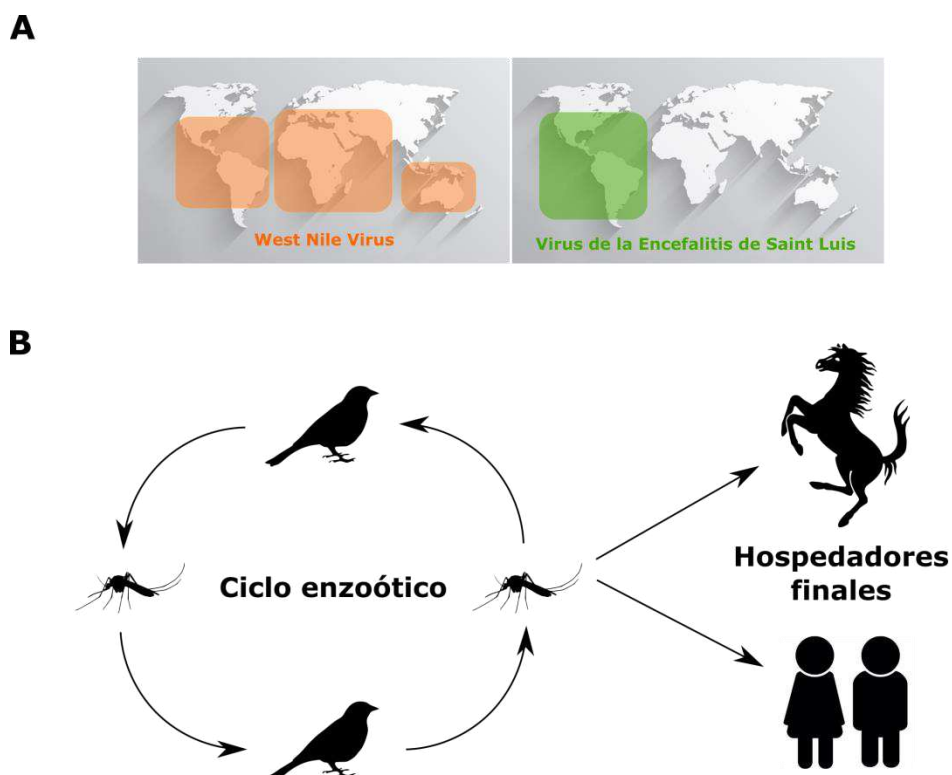 A
West Nile Virus
Virus de la Encefalitis de Saint Luis
B
Ciclo enzoótico
Hospedadores
finales